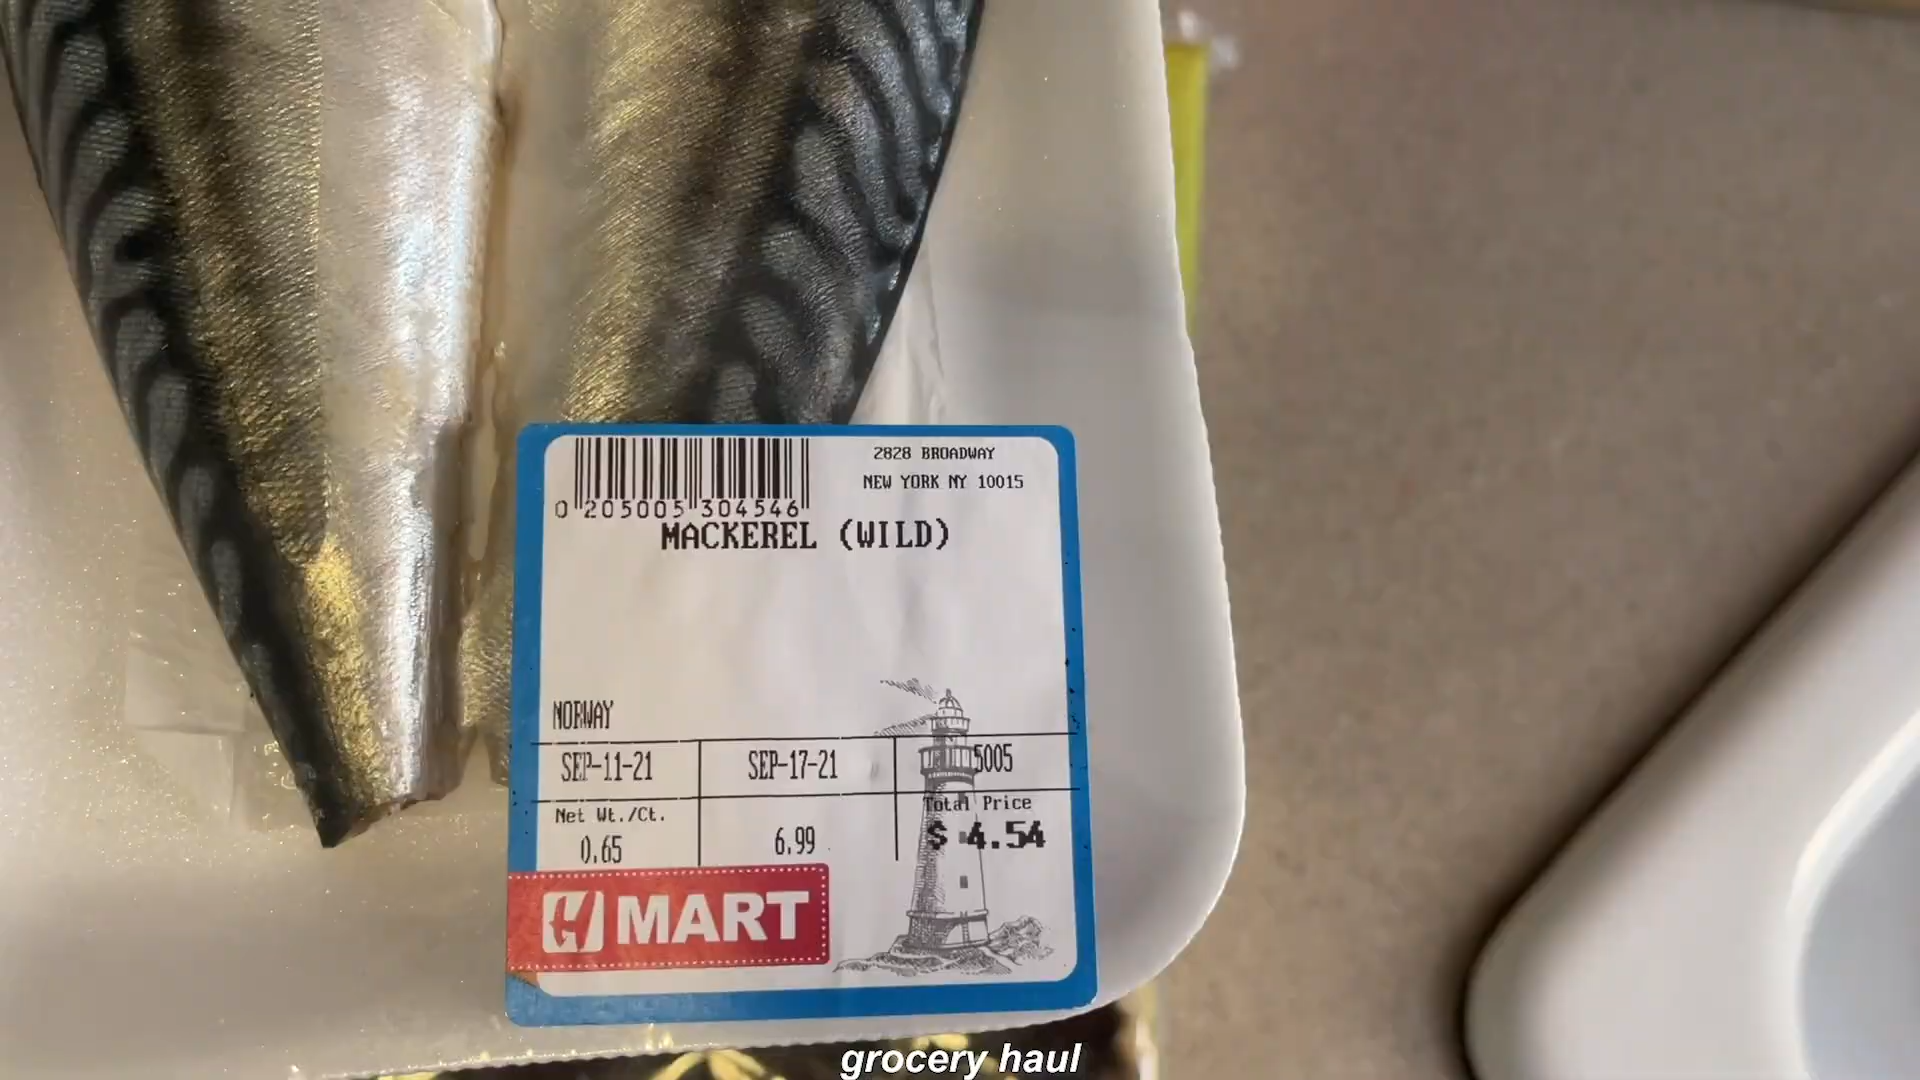 2828 BROADWAY
NEW YORK NY 10015
0 205005 304546
MACKEREL (WILD)
NORWAY
SEP-11-21 SEP-17-21 5005
Net Wt./Ct. Total Price
0.65 6.99 $ 4.54
H MART
grocery haul